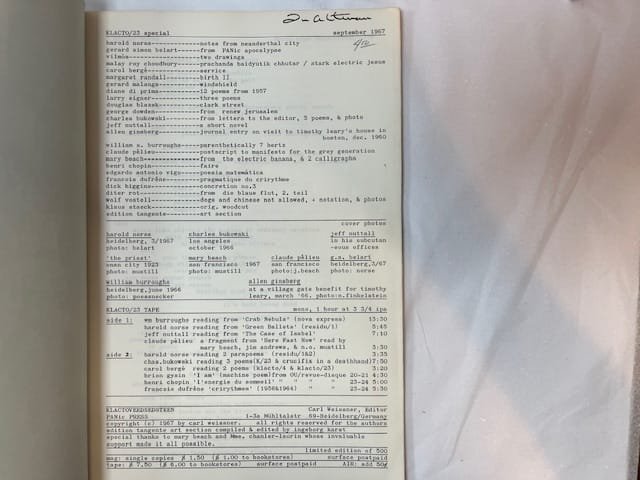 KLACTO/23 special september 1967
harold norse-------------notes from neanderthal city
gerard simon belart------from PANic apocalypse
vilmós-------------------two drawings
malay roy choudhury------prachanda baidyutik chhutar / stark electric jesus
carol bergé--------------service
margaret randall---------birth II
gerard malanga-----------windshield
diane di prima-----------12 poems from 1957
larry eigner-------------three poems
douglas blazek-----------clark street
george dowden------------from renew jerusalem
charles bukowski---------from letters to the editor, 5 poems, & photo
jeff nuttall-------------a short novel
allen ginsberg-----------journal entry on visit to timothy leary's house in
boston, dec. 1960
william s. burroughs-----parenthetically 7 hertz
claude pélieu------------postscript to manifesto for the grey generation
mary beach---------------from the electric banana, & 2 calligraphs
henri chopin-------------faire
edgardo antonio vigo-----poesia matemática
francois dufrêne---------pragmatique du crirythme
dick higgins-------------concretion no.3
diter rot----------------from die blaue flut, 2. teil
wolf vostell-------------dogs and chinese not allowed, + notation, & photos
klaus staeck-------------orig. woodcut
edition tangente---------art section
cover photos
harold norse charles bukowski jeff nuttall
heidelberg, 3/1967 los angeles in his subcutan
photo: belart october 1966 -eous offices
'the priest' mary beach claude pélieu g.s. belart
oman city 1923 san francisco 1967 san francisco heidelberg,3/67
photo: mustill photo: mustill photo:j.beach photo: norse
william burroughs allen ginsberg
heidelberg,june 1966 at a village gate benefit for timothy
photo: possnecker leary, march '66. photo:s.finkelstein
KLACTO/23 TAPE mono, 1 hour at 3 3/4 ips
side 1: wm burroughs reading from 'Crab Nebula' (nova express) 13:30
harold norse reading from 'Green Ballets' (residu/1) 5:45
jeff nuttall reading from 'The Case of Isabel' 7:10
claude pélieu a fragment from 'Here Fast Now' read by
mary beach, jim andrews, & n.o. mustill 3:30
side 2: harold norse reading 2 parapoems (residu/1&2) 3:35
chas.bukowski reading 3 poems(K/23 & crucifix in a deathhand)7:50
carol bergé reading 2 poems (klacto/4 & klacto/23) 3:20
brion gysin 'I am' (machine poem)from OU/revue-disque 20-21 4:30
henri chopin 'l'energie du sommeil' " " " 23-24 5:00
francois dufrêne 'crirythmes' (1958&1964) " " " 23-24 5:30
KLACTOVEEDSEDSTEEN Carl Weissner, Editor
PANic PRESS 1-3a Mühltalstr 69-Heidelberg/Germany
copyright (c) 1967 by carl weissner. all rights reserved for the authors
edition tangente art section compiled & edited by ingeborg karst
special thanks to mary beach and Mme. chanier-laurin whose invaluable
support made it all possible.
limited edition of 500
mag: single copies $ 1.50 ($ 1.00 to bookstores) surface postpaid
tape: $ 7.50 ($ 6.00 to bookstores) surface postpaid AIR: add 50¢